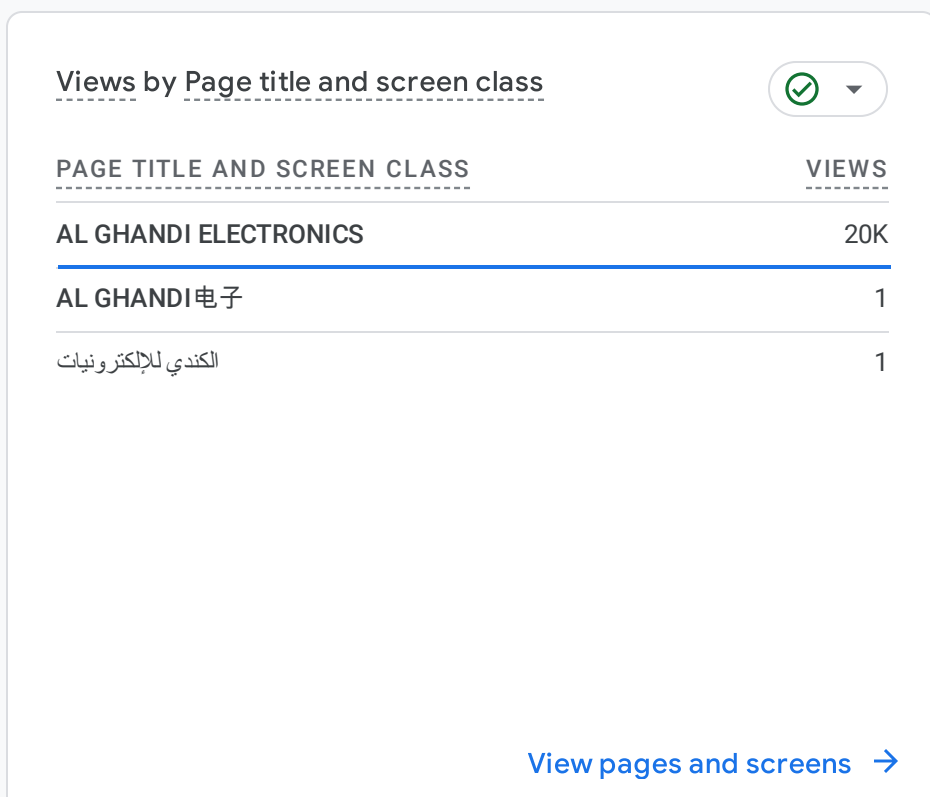 Views by Page title and screen class
PAGE TITLE AND SCREEN CLASS VIEWS
AL GHANDI ELECTRONICS 20K
AL GHANDI电子 1
الكندي للإلكترونيات 1
View pages and screens